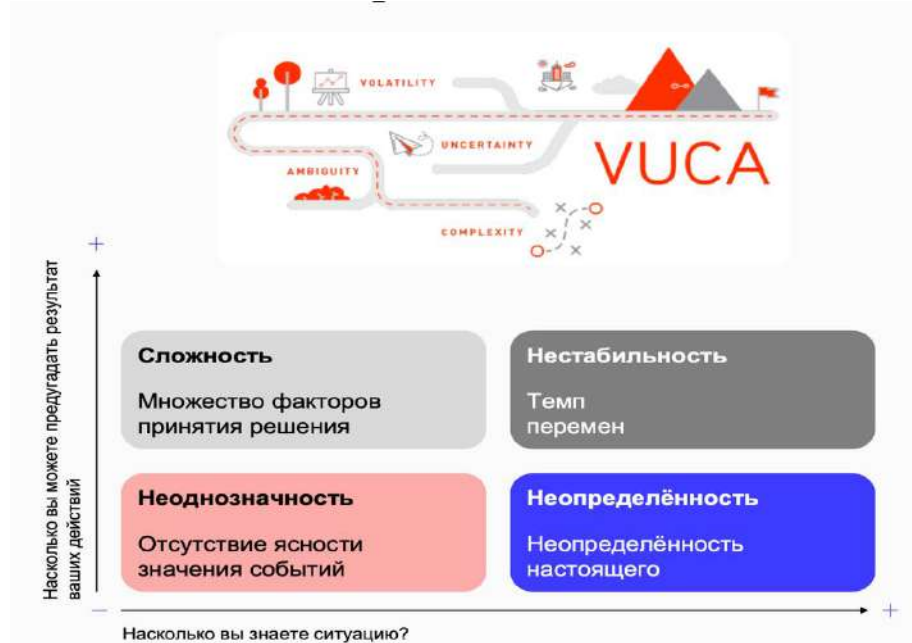 VOLATILITY
UNCERTAINTY
VUCA
AMBIGUITY
COMPLEXITY
+
Насколько вы можете предугадать результат
ваших действий
Сложность
Множество факторов
принятия решения
Нестабильность
Темп
перемен
Неоднозначность
Отсутствие ясности
значения событий
Неопределённость
Неопределённость
настоящего
–
+
Насколько вы знаете ситуацию?